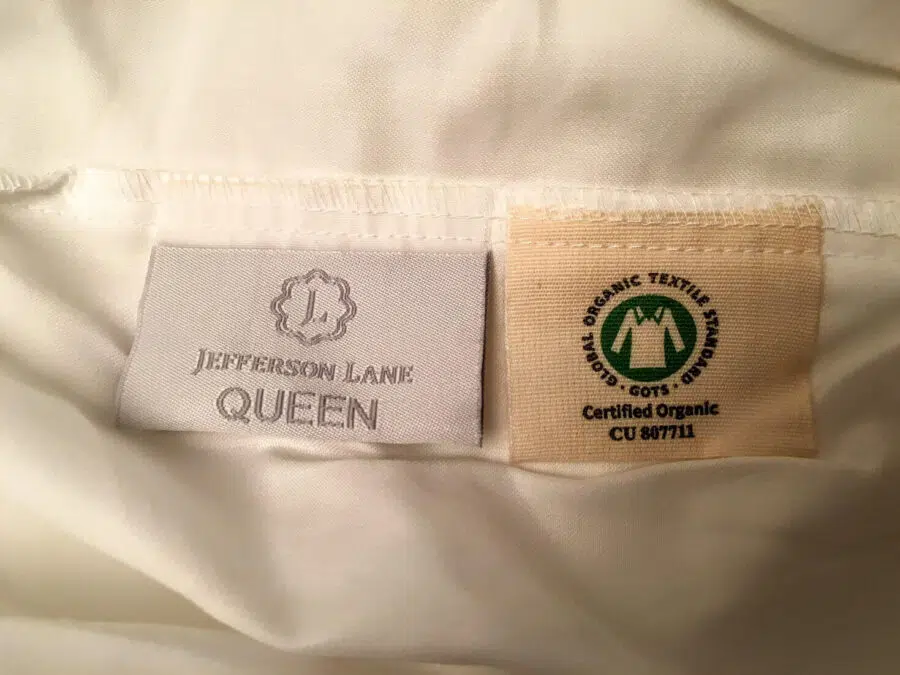 L
JEFFERSON LANE
QUEEN
GLOBAL ORGANIC TEXTILE STANDARD
· GOTS ·
Certified Organic
CU 807711